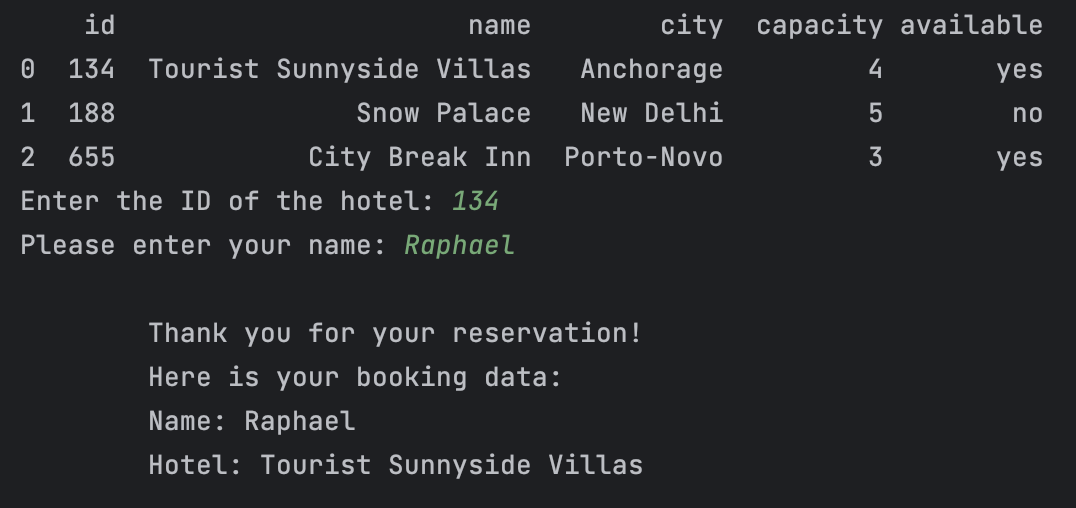 id name city capacity available
0 134 Tourist Sunnyside Villas Anchorage 4 yes
1 188 Snow Palace New Delhi 5 no
2 655 City Break Inn Porto-Novo 3 yes
Enter the ID of the hotel: 134
Please enter your name: Raphael
Thank you for your reservation!
Here is your booking data:
Name: Raphael
Hotel: Tourist Sunnyside Villas